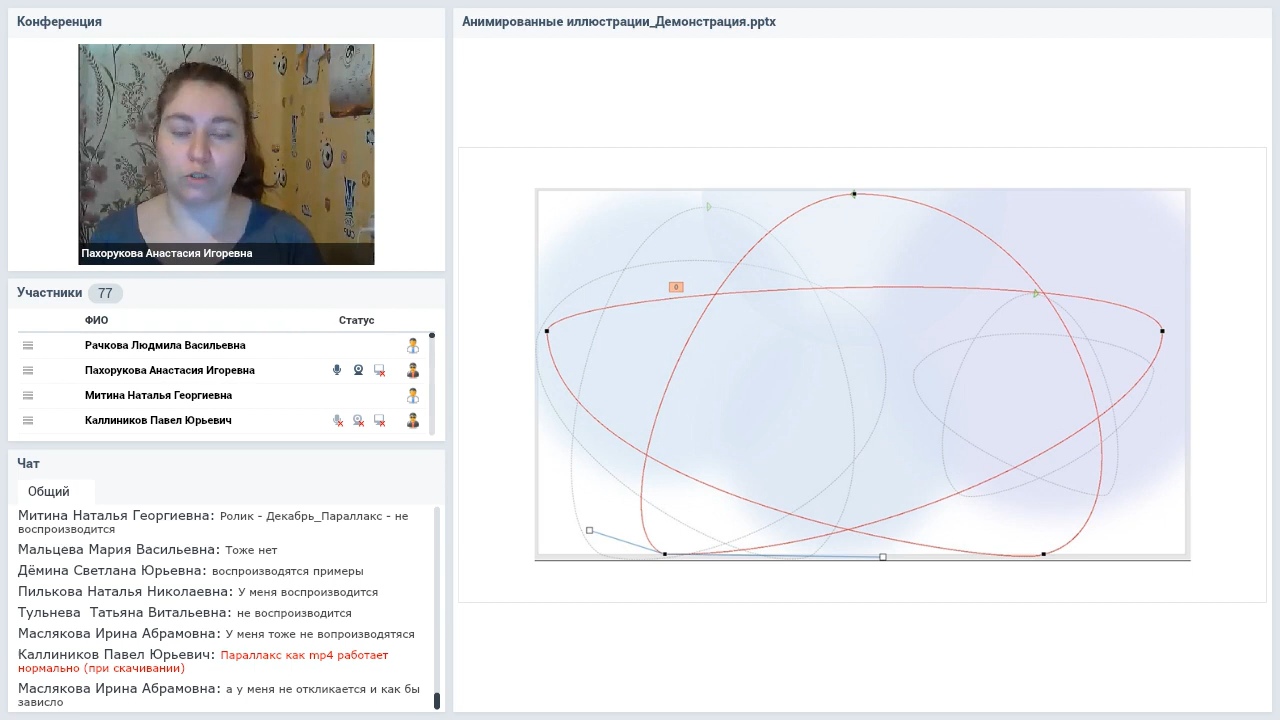 Конференция
Пахорукова Анастасия Игоревна
Участники 77
ФИО Статус
Рачкова Людмила Васильевна
Пахорукова Анастасия Игоревна
Митина Наталья Георгиевна
Каллиников Павел Юрьевич
Чат
Общий
Митина Наталья Георгиевна: Ролик - Декабрь_Параллакс - не
воспроизводится
Мальцева Мария Васильевна: Тоже нет
Дёмина Светлана Юрьевна: воспроизводятся примеры
Пилькова Наталья Николаевна: У меня воспроизводится
Тульнева Татьяна Витальевна: не воспроизводится
Маслякова Ирина Абрамовна: У меня тоже не вопроизводятяся
Каллиников Павел Юрьевич: Параллакс как mp4 работает
нормально (при скачивании)
Маслякова Ирина Абрамовна: а у меня не откликается и как бы
зависло
Анимированные иллюстрации_Демонстрация.pptx
0